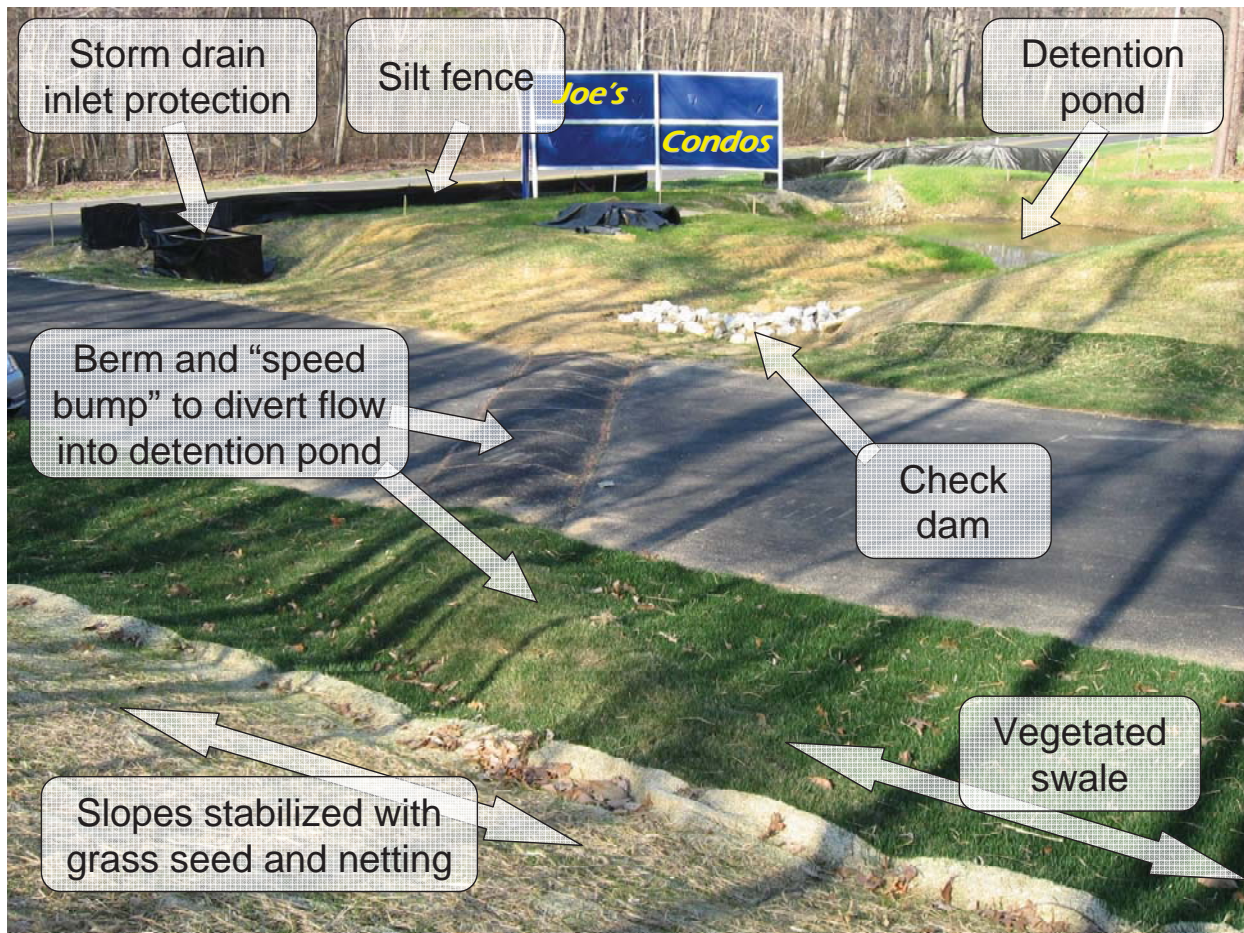 Storm drain
inlet protection
Silt fence
Joe's
Condos
Detention
pond
Berm and “speed
bump” to divert flow
into detention pond
Check
dam
Vegetated
swale
Slopes stabilized with
grass seed and netting